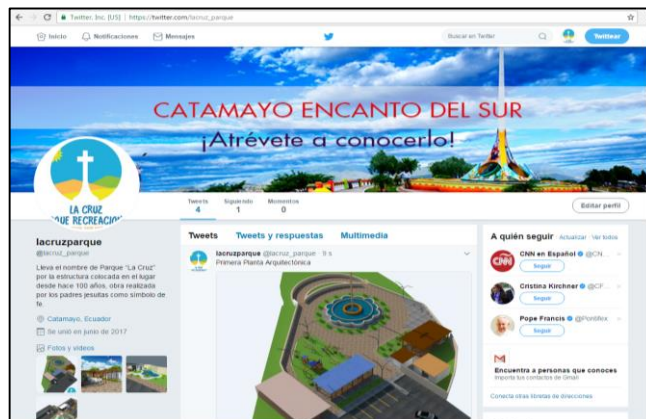 Twitter, Inc. [US] | https://twitter.com/lacruz_parque
Inicio Notificaciones Mensajes Buscar en Twitter Twittear
CATAMAYO ENCANTO DEL SUR
¡Atrévete a conocerlo!
LA CRUZ
QUE RECREACION
Tweets Siguiendo Momentos
4 1 0
Editar perfil
lacruzparque
@lacruz_parque
Lleva el nombre de Parque "La Cruz"
por la estructura colocada en el lugar
desde hace 100 años, obra realizada
por los padres jesuitas como símbolo de
fe.
Catamayo, Ecuador
Se unió en junio de 2017
Fotos y videos
Tweets Tweets y respuestas Multimedia
lacruzparque @lacruz_parque · 9 s
Primera Planta Arquitectónica
A quién seguir · Actualizar · Ver todos
CNN en Español @CN...
Seguir
Cristina Kirchner @CF...
Seguir
Pope Francis @Pontifex
Seguir
Encuentra a personas que conoces
Importa tus contactos de Gmail
Conecta otras libretas de direcciones